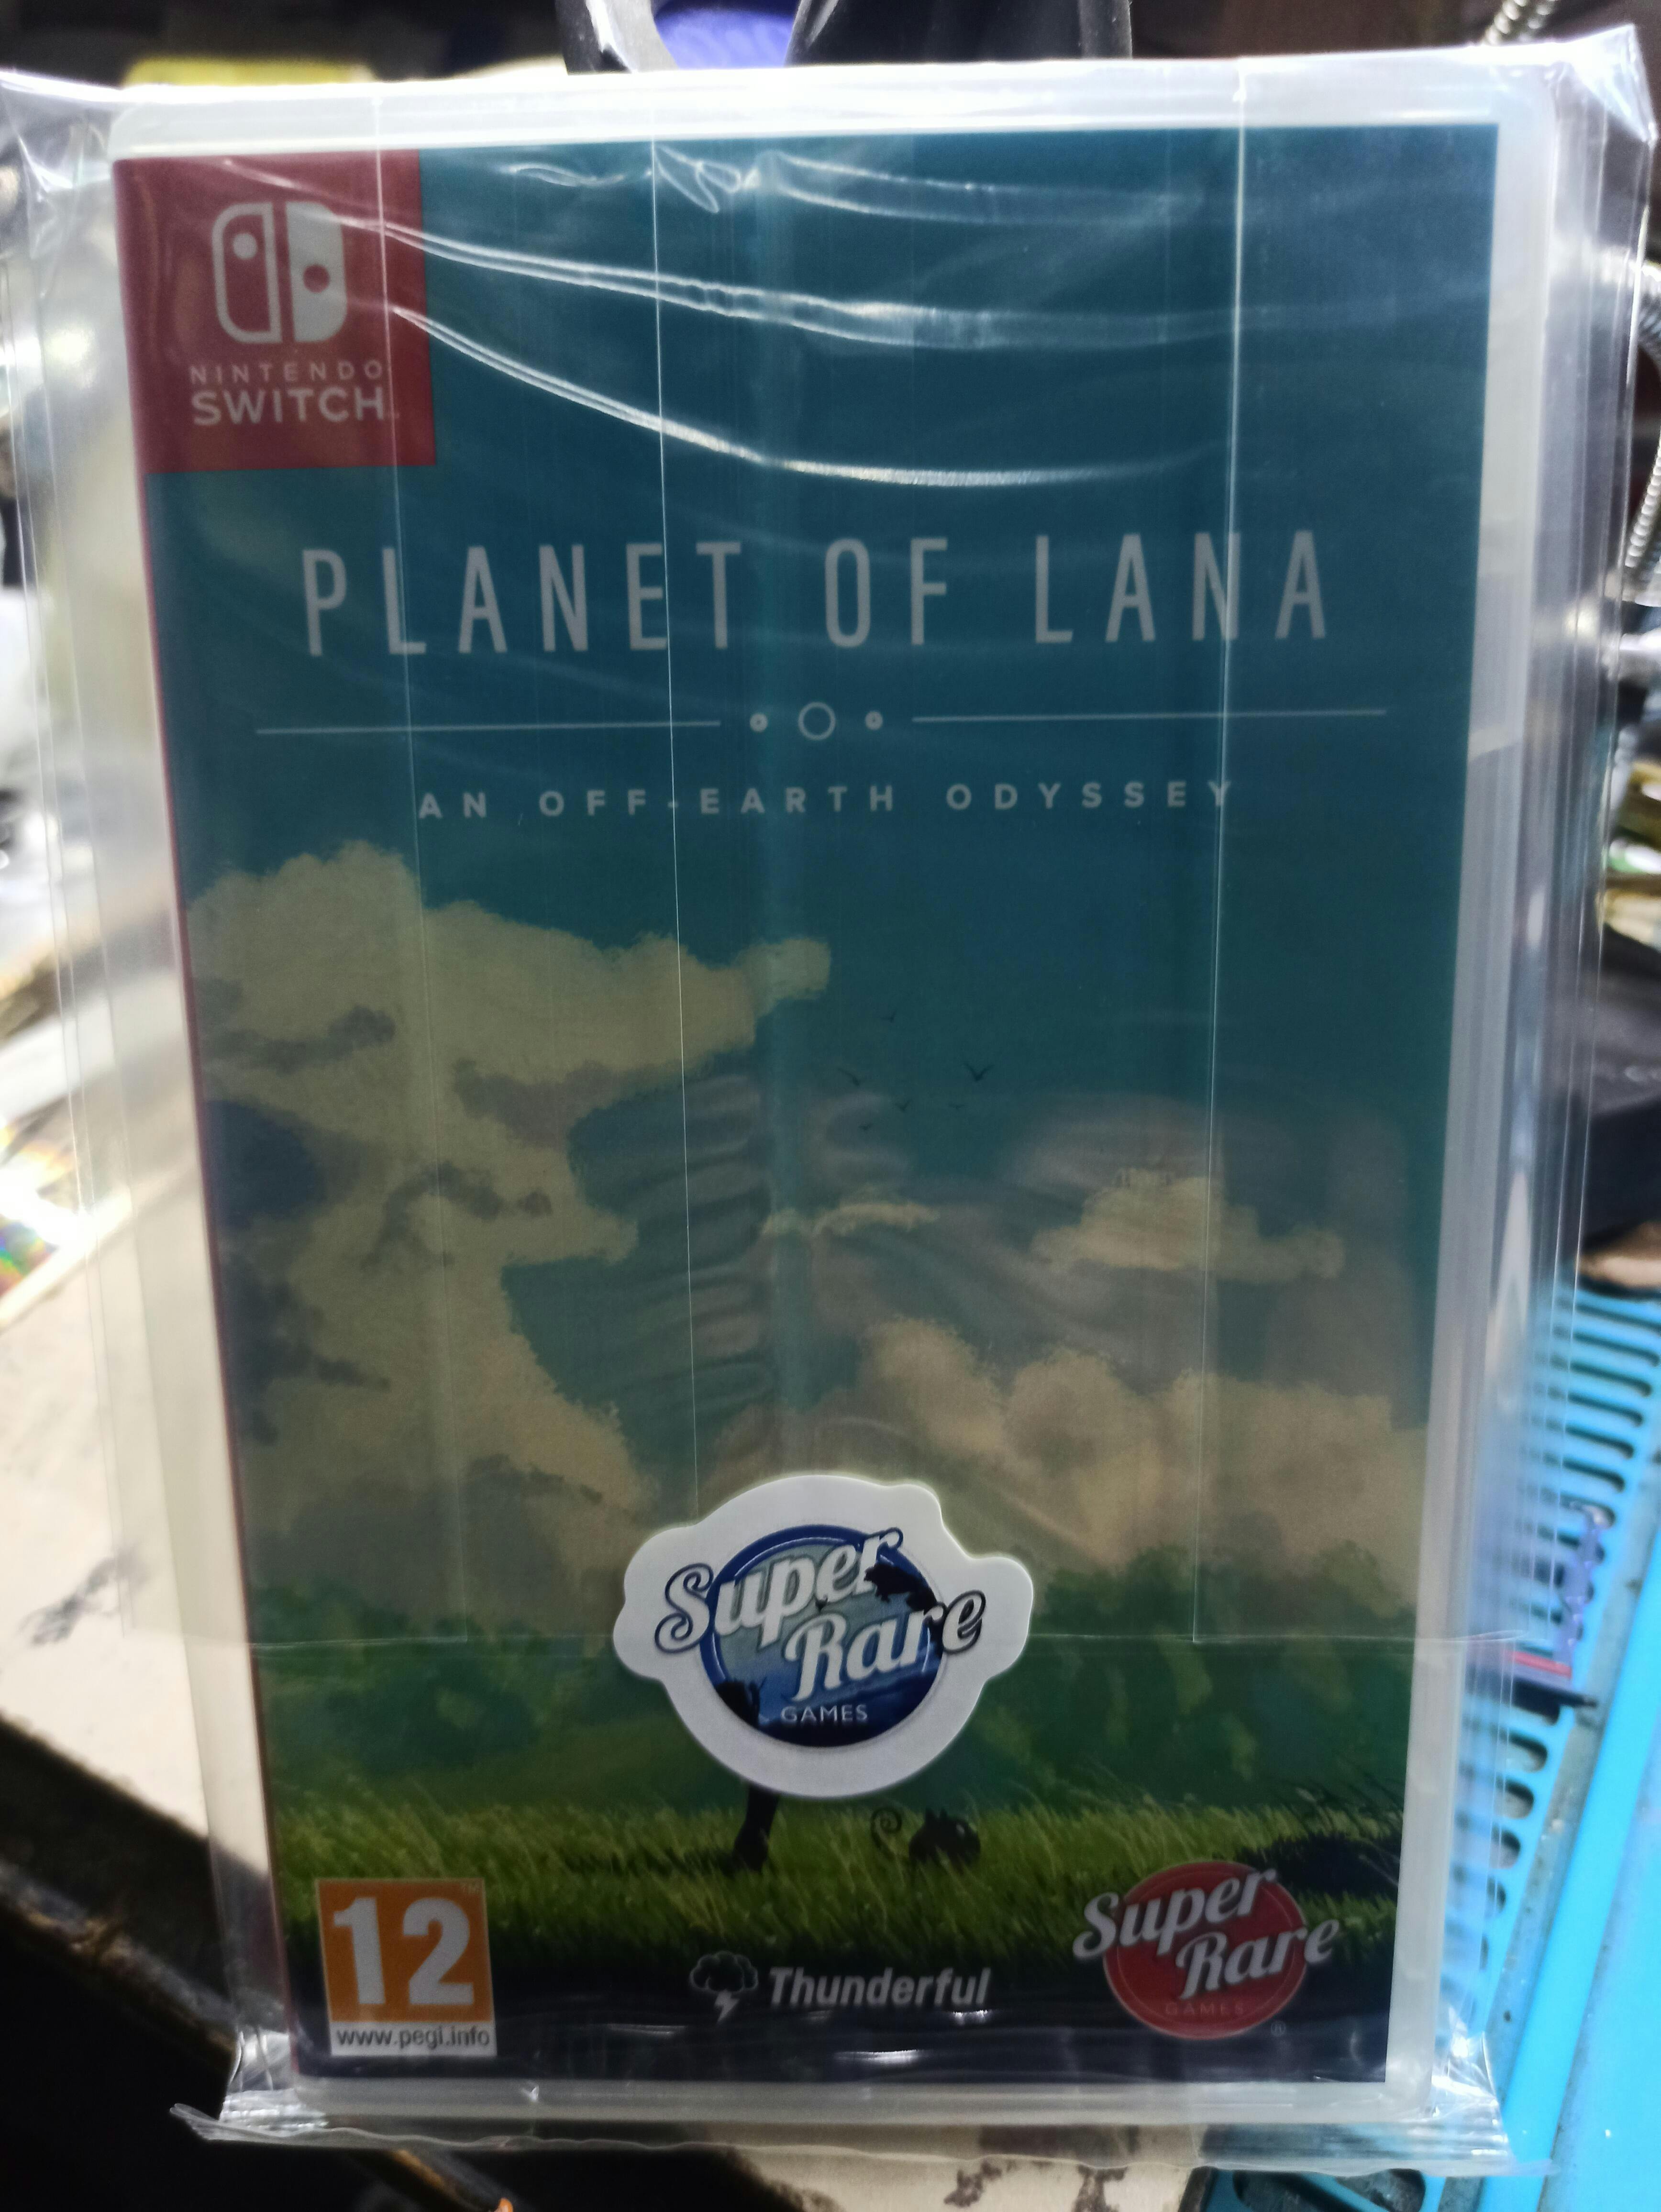 NINTENDO
SWITCH
PLANET OF LANA
AN OFF-EARTH ODYSSEY
Super
Rare
GAMES
12
www.pegi.info
Thunderful
Super
Rare
GAMES
®